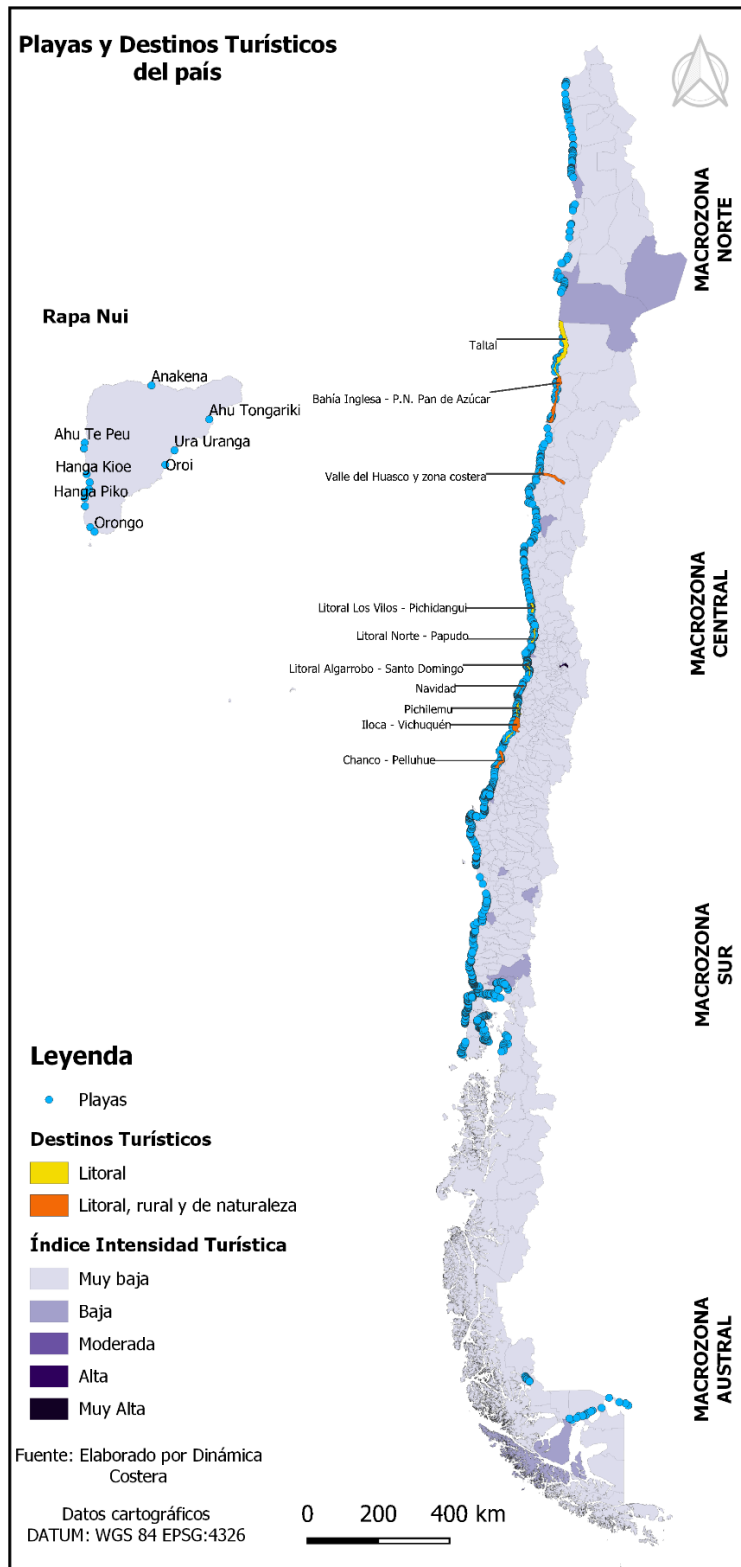 Playas y Destinos Turísticos
del país
MACROZONA
NORTE
Rapa Nui
Anakena
Ahu Tongariki
Ahu Te Peu
Ura Uranga
Hanga Kioe
Oroi
Hanga Piko
Orongo
Taltal
Bahía Inglesa - P.N. Pan de Azúcar
Valle del Huasco y zona costera
MACROZONA
CENTRAL
Litoral Los Vilos - Pichidangui
Litoral Norte - Papudo
Litoral Algarrobo - Santo Domingo
Navidad
Pichilemu
Iloca - Vichuquén
Chanco - Pelluhue
MACROZONA
SUR
MACROZONA
AUSTRAL
Leyenda
Playas
Destinos Turísticos
Litoral
Litoral, rural y de naturaleza
Índice Intensidad Turística
Muy baja
Baja
Moderada
Alta
Muy Alta
Fuente: Elaborado por Dinámica
Costera
Datos cartográficos
DATUM: WGS 84 EPSG:4326
0 200 400 km